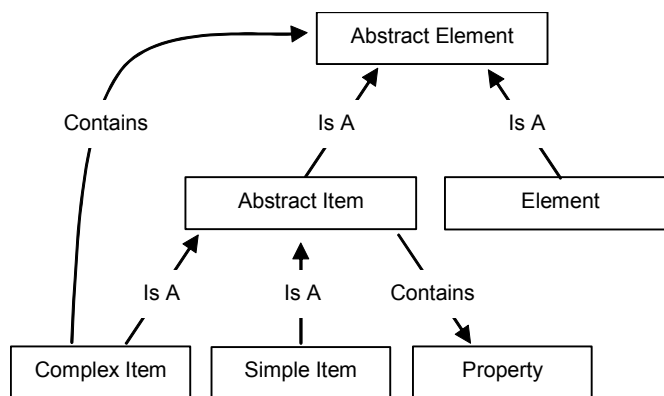 Abstract Element
Contains
Is A
Is A
Abstract Item
Element
Is A
Is A
Contains
Complex Item
Simple Item
Property